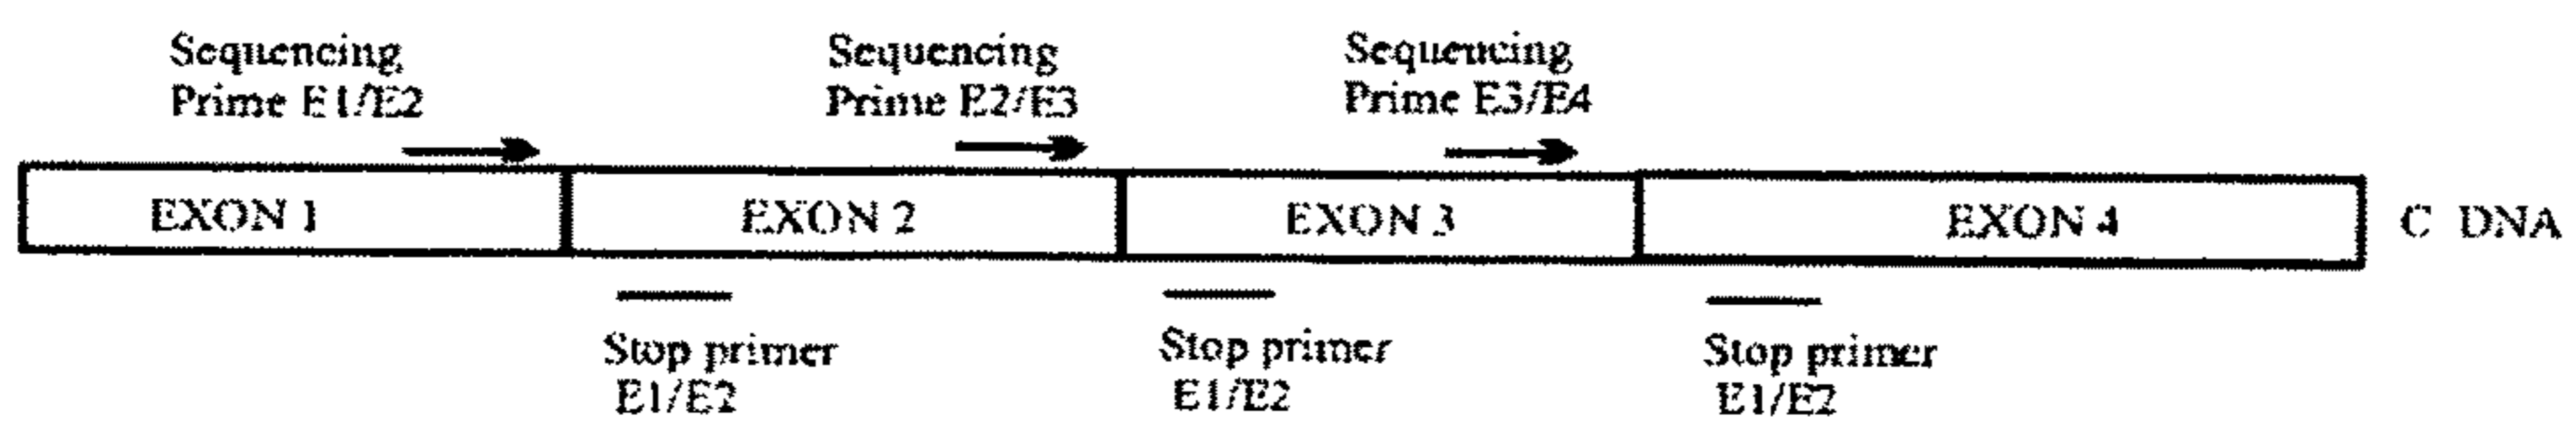 Sequencing
Prime E1/E2
Sequencing
Prime E2/E3
Sequencing
Prime E3/E4
EXON 1
EXON 2
EXON 3
EXON 4
C DNA
Stop primer
E1/E2
Stop primer
E1/E2
Stop primer
E1/E2